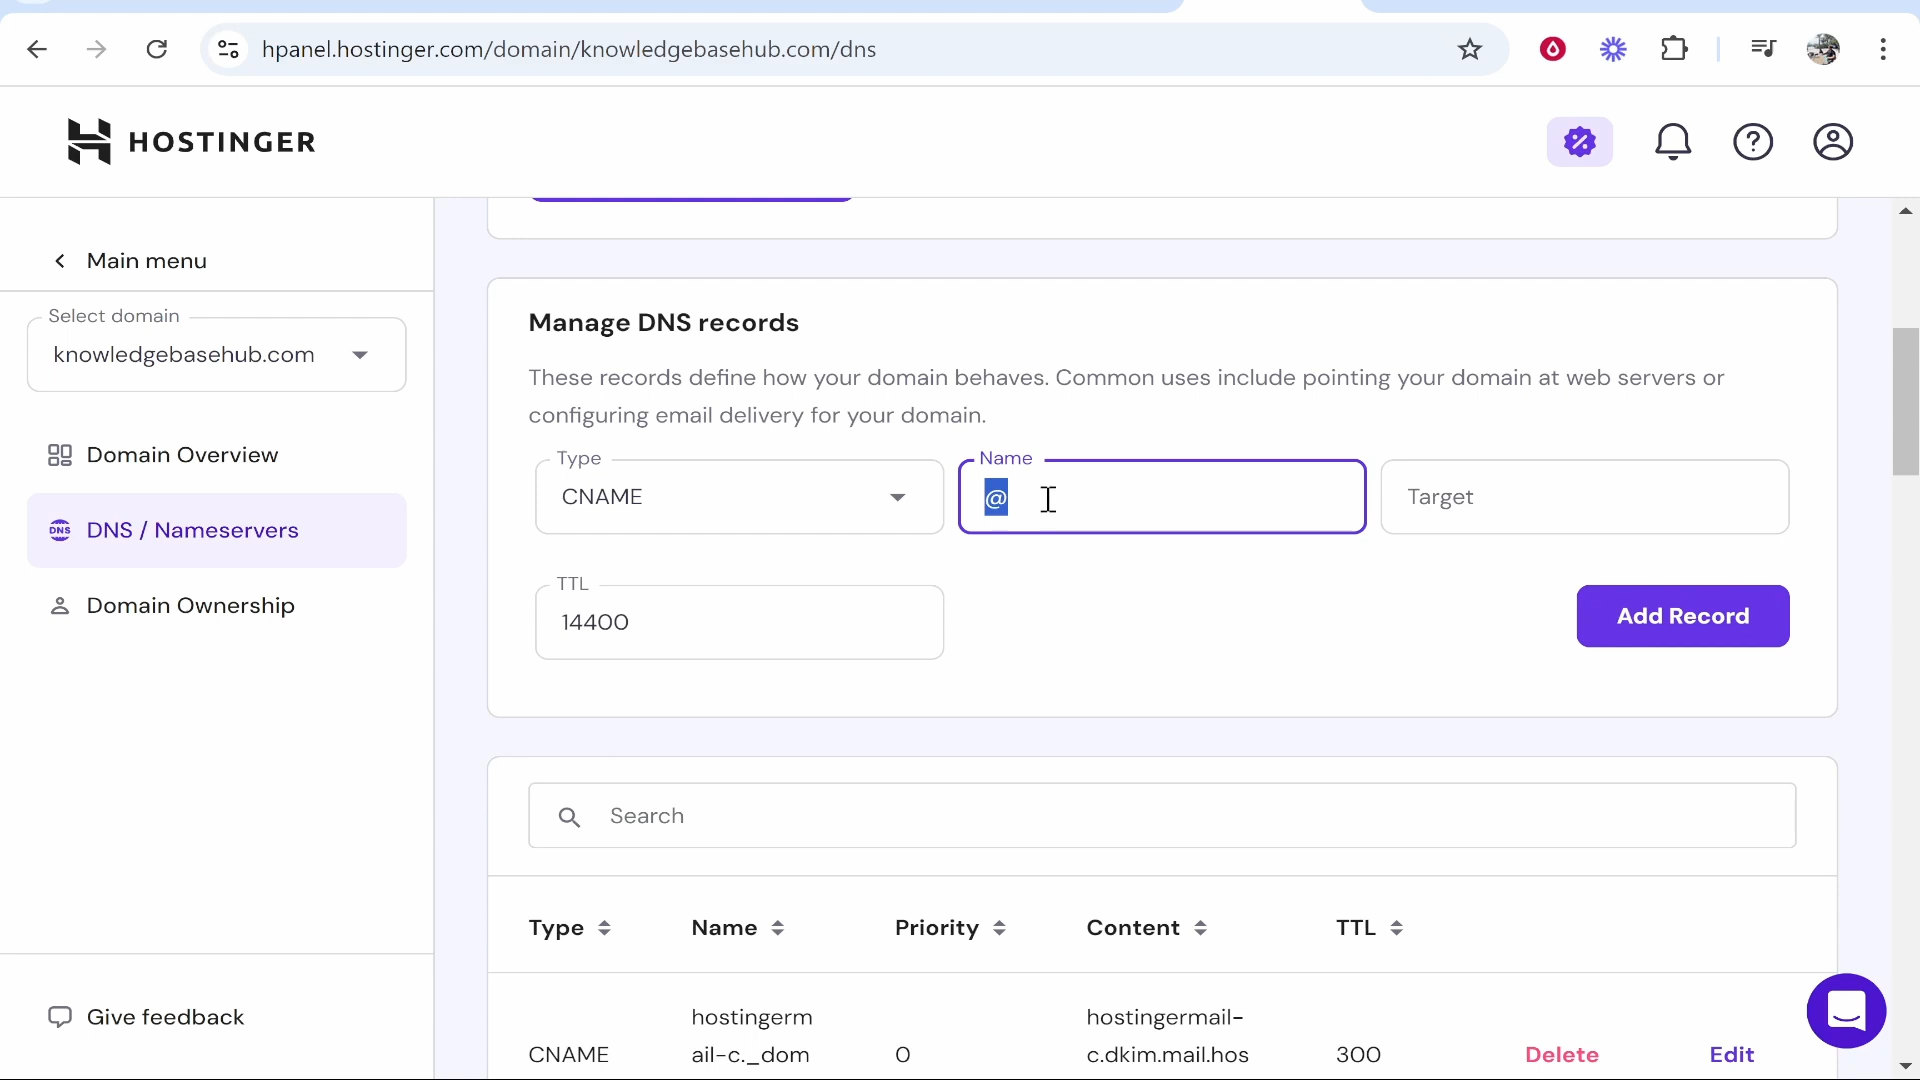 hpanel.hostinger.com/domain/knowledgebasehub.com/dns
HOSTINGER
Main menu
Select domain
knowledgebasehub.com
Domain Overview
DNS DNS / Nameservers
Domain Ownership
Give feedback
Manage DNS records
These records define how your domain behaves. Common uses include pointing your domain at web servers or
configuring email delivery for your domain.
Type
CNAME
Name
@
Target
TTL
14400
Add Record
Search
Type Name Priority Content TTL
hostingerm hostingermail-
CNAME ail-c._dom 0 c.dkim.mail.hos 300 Delete Edit